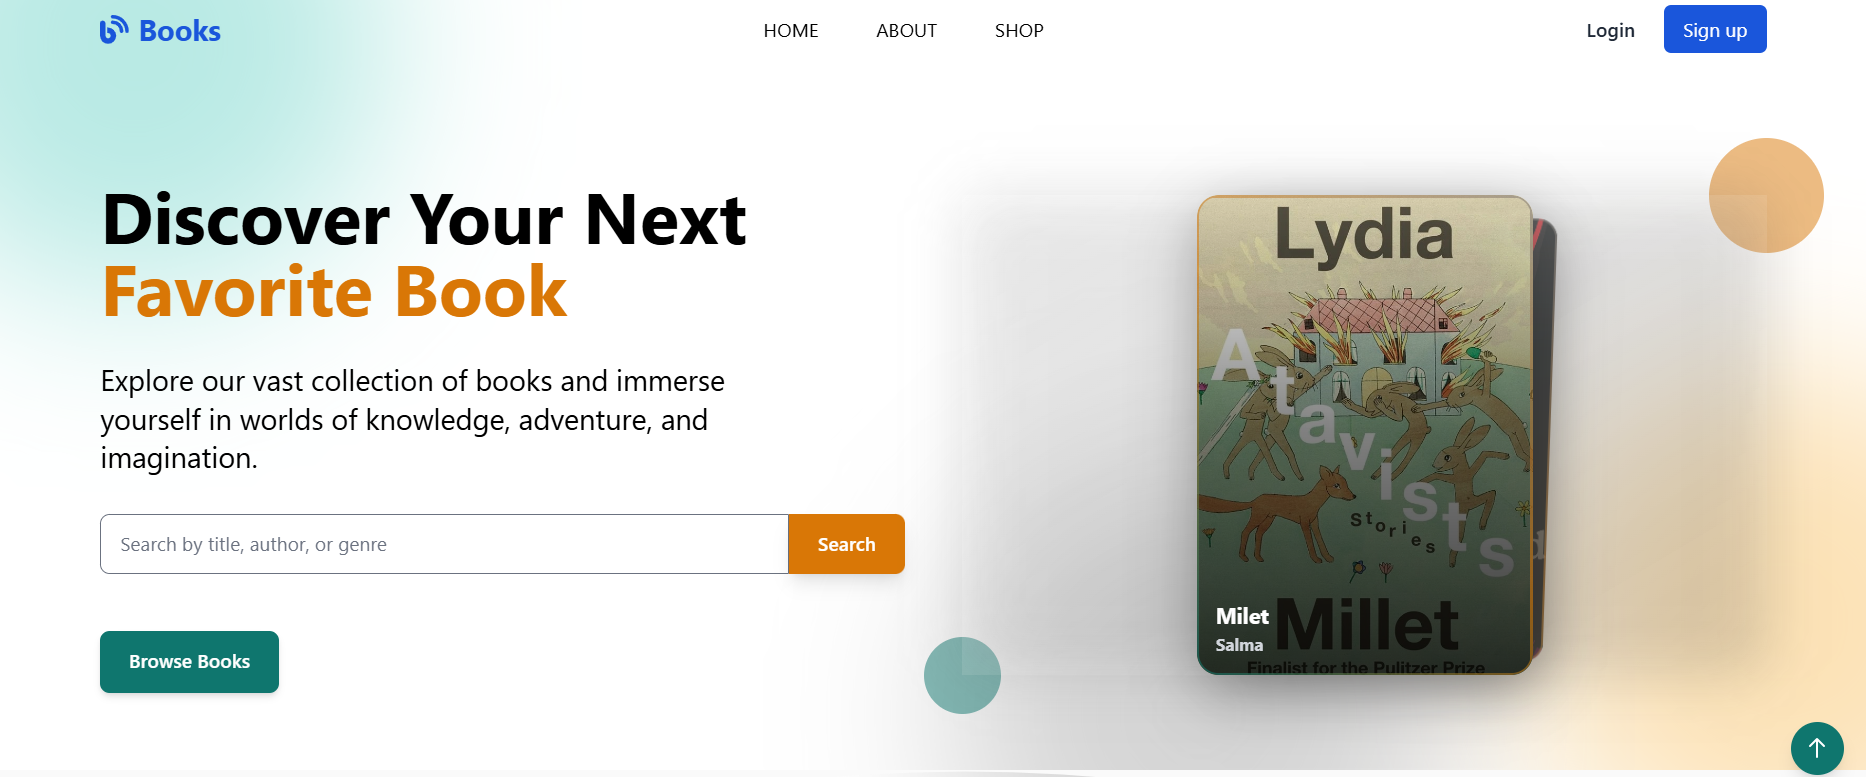 Books
HOME
ABOUT
SHOP
Login
Sign up
Discover Your Next
Favorite Book
Explore our vast collection of books and immerse
yourself in worlds of knowledge, adventure, and
imagination.
Search by title, author, or genre
Search
Browse Books
Lydia
Atavists
stories
Millet
Finalist for the Pulitzer Prize
Milet
Salma
d